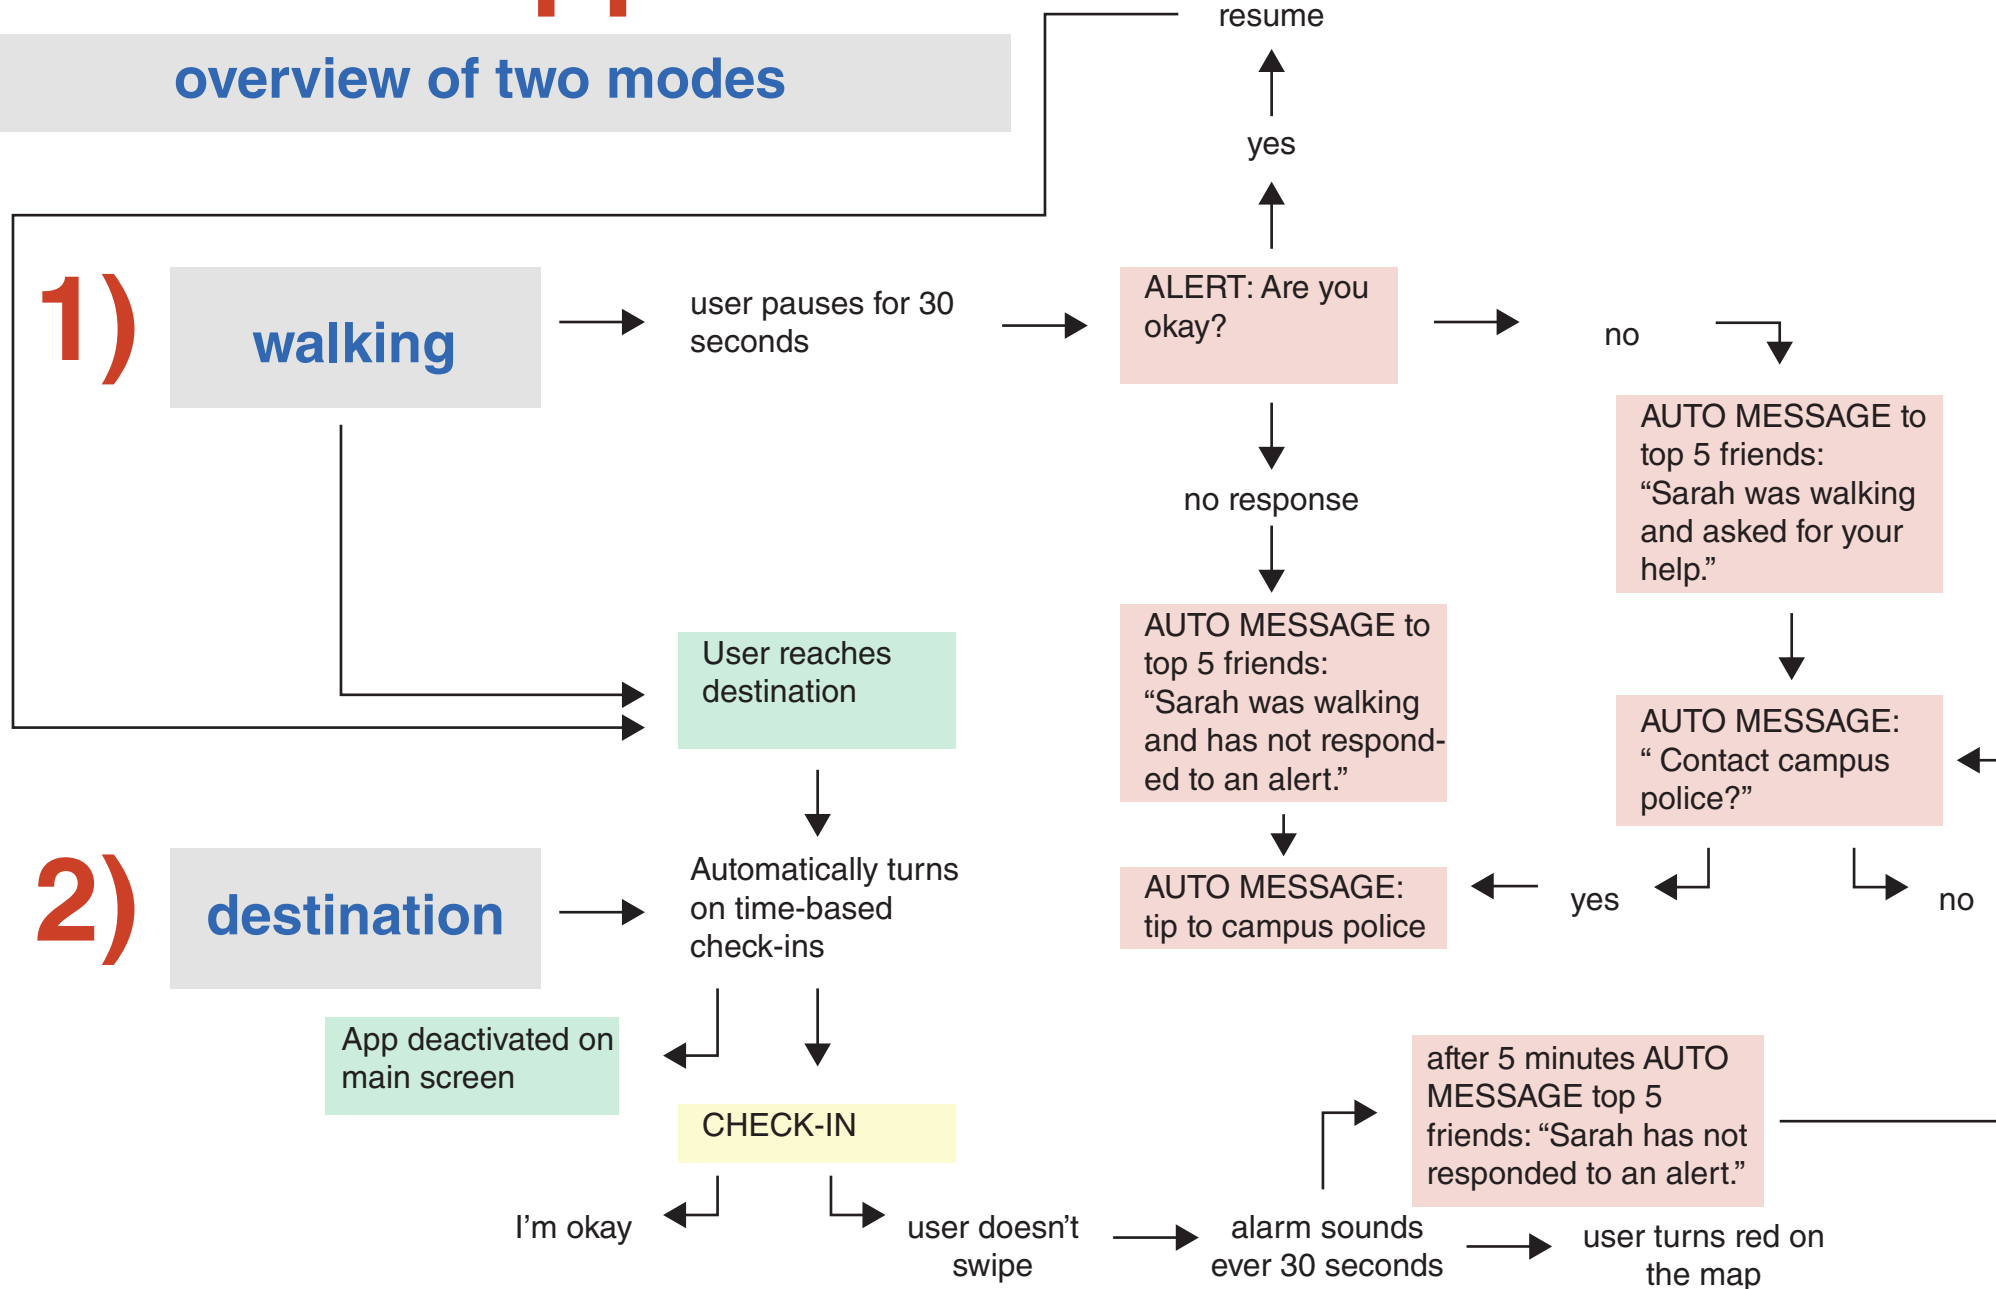 overview of two modes
resume
yes
1)
walking
user pauses for 30
seconds
ALERT: Are you
okay?
no
AUTO MESSAGE to
top 5 friends:
“Sarah was walking
and asked for your
help.”
no response
AUTO MESSAGE to
top 5 friends:
“Sarah was walking
and has not respond-
ed to an alert.”
User reaches
destination
AUTO MESSAGE:
“ Contact campus
police?”
2)
destination
Automatically turns
on time-based
check-ins
AUTO MESSAGE:
tip to campus police
yes
no
App deactivated on
main screen
CHECK-IN
after 5 minutes AUTO
MESSAGE top 5
friends: “Sarah has not
responded to an alert.”
I’m okay
user doesn’t
swipe
alarm sounds
ever 30 seconds
user turns red on
the map